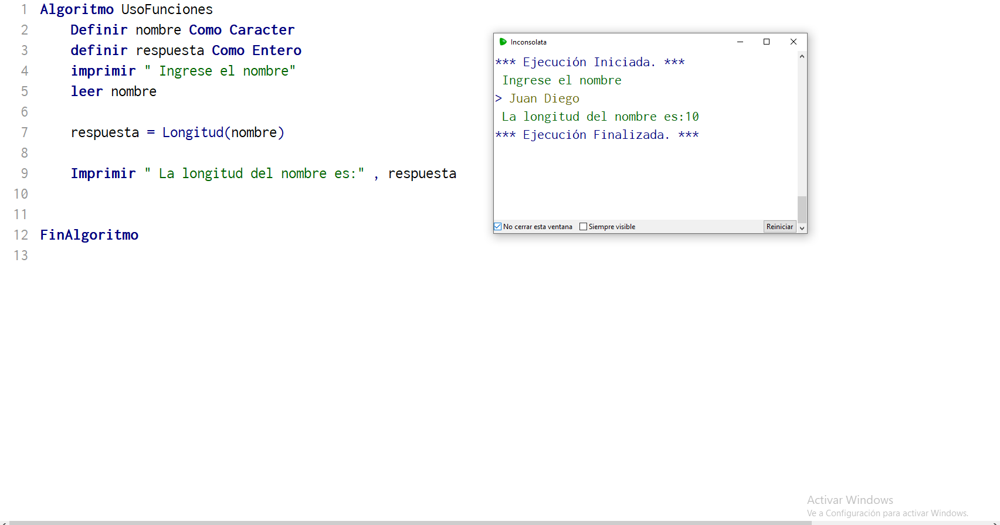 1 Algoritmo UsoFunciones
2 Definir nombre Como Caracter
3 definir respuesta Como Entero
4 imprimir " Ingrese el nombre"
5 leer nombre
6
7 respuesta = Longitud(nombre)
8
9 Imprimir " La longitud del nombre es:" , respuesta
10
11
12 FinAlgoritmo
13
Inconsolata
*** Ejecución Iniciada. ***
Ingrese el nombre
> Juan Diego
La longitud del nombre es:10
*** Ejecución Finalizada. ***
No cerrar esta ventana Siempre visible Reiniciar
Activar Windows
Ve a Configuración para activar Windows.